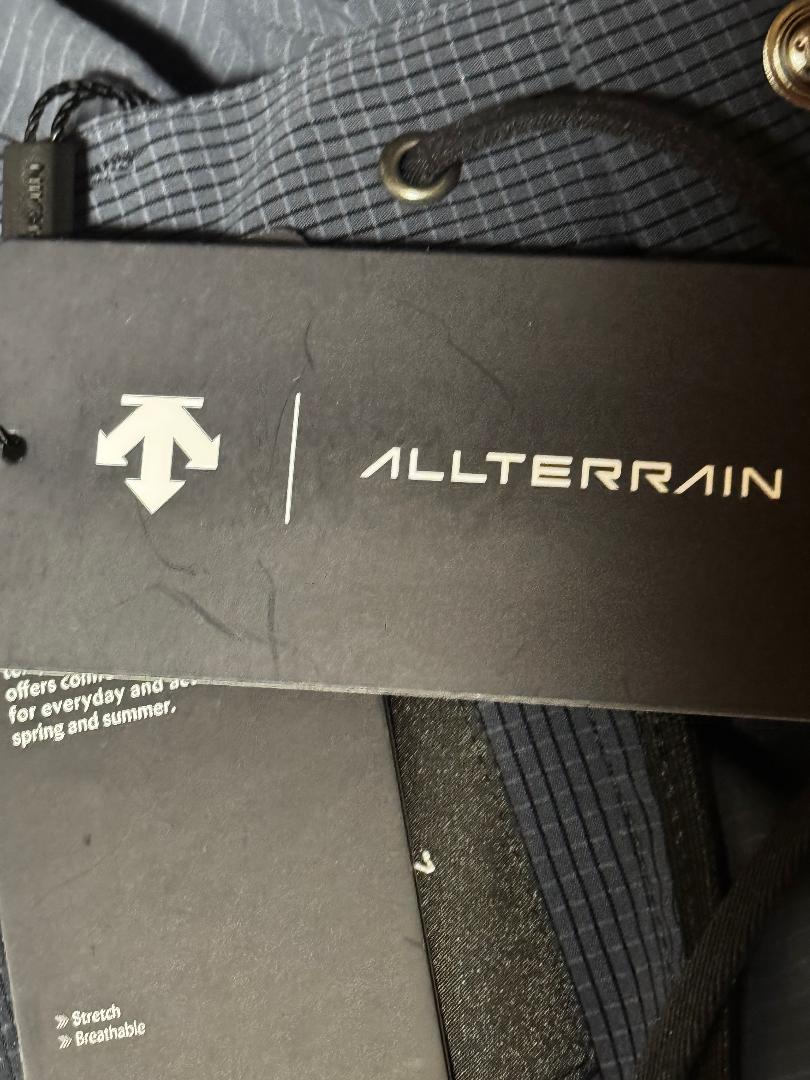 ALLTERRAIN
offers
for everyday and
spring and summer.
» Stretch
» Breathable